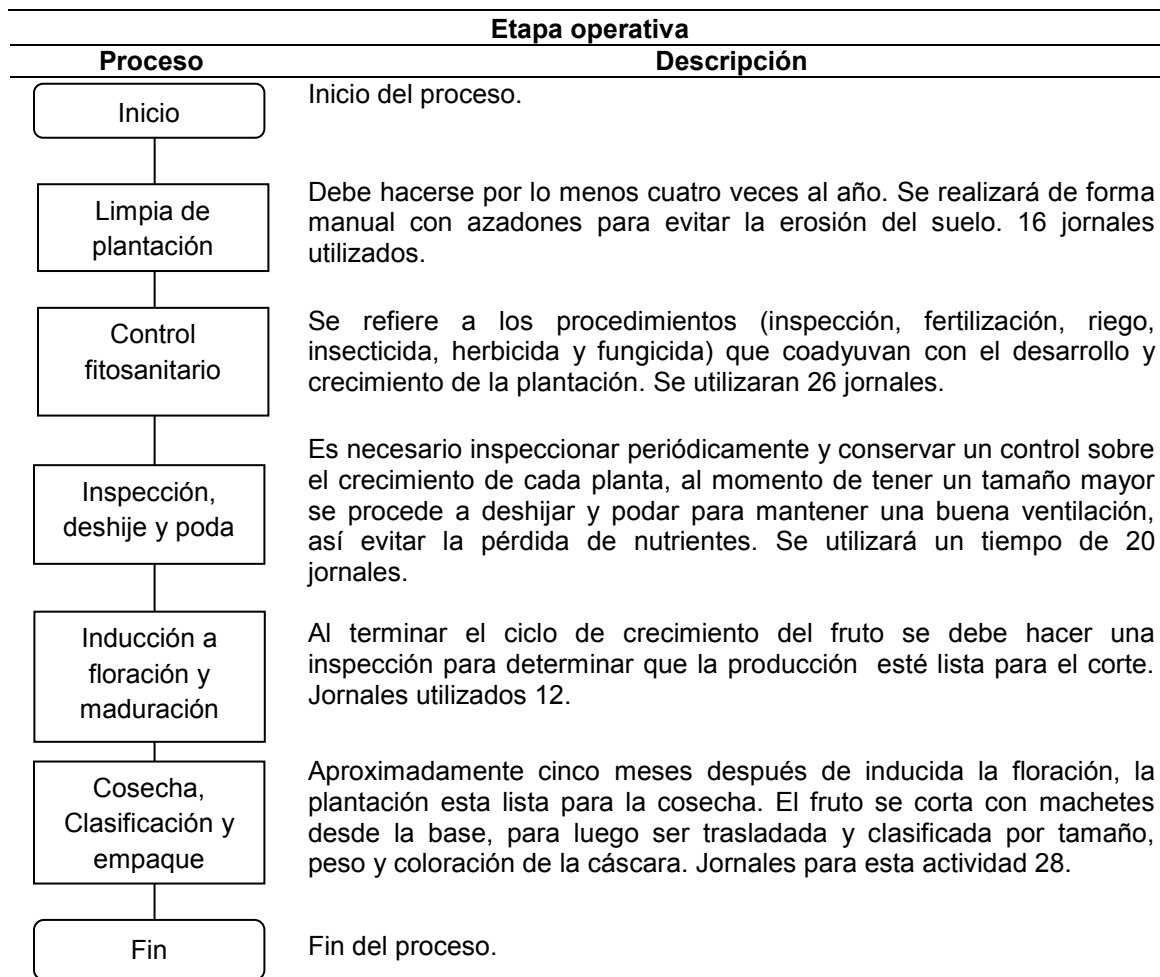 Etapa operativa
Proceso Descripción
Inicio
Inicio del proceso.
Limpia de
plantación
Debe hacerse por lo menos cuatro veces al año. Se realizará de forma
manual con azadones para evitar la erosión del suelo. 16 jornales
utilizados.
Control
fitosanitario
Se refiere a los procedimientos (inspección, fertilización, riego,
insecticida, herbicida y fungicida) que coadyuvan con el desarrollo y
crecimiento de la plantación. Se utilizaran 26 jornales.
Inspección,
deshije y poda
Es necesario inspeccionar periódicamente y conservar un control sobre
el crecimiento de cada planta, al momento de tener un tamaño mayor
se procede a deshijar y podar para mantener una buena ventilación,
así evitar la pérdida de nutrientes. Se utilizará un tiempo de 20
jornales.
Inducción a
floración y
maduración
Al terminar el ciclo de crecimiento del fruto se debe hacer una
inspección para determinar que la producción esté lista para el corte.
Jornales utilizados 12.
Cosecha,
Clasificación y
empaque
Aproximadamente cinco meses después de inducida la floración, la
plantación esta lista para la cosecha. El fruto se corta con machetes
desde la base, para luego ser trasladada y clasificada por tamaño,
peso y coloración de la cáscara. Jornales para esta actividad 28.
Fin
Fin del proceso.